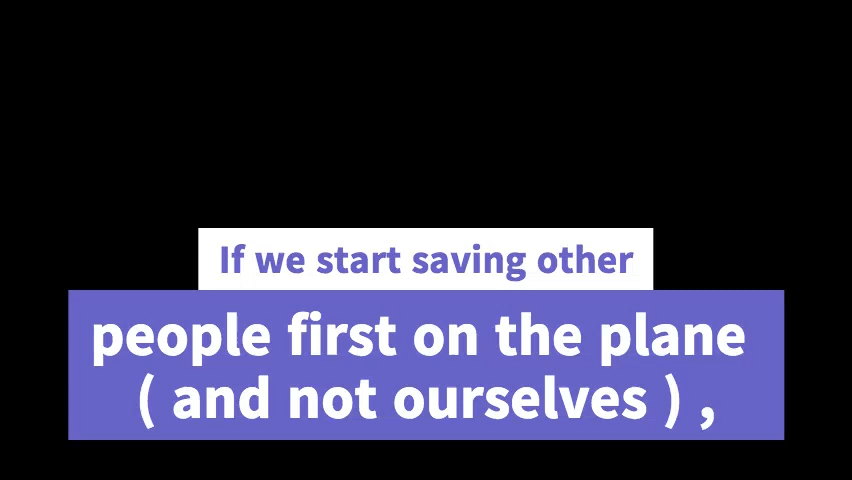 If we start saving other
people first on the plane
( and not ourselves ) ,